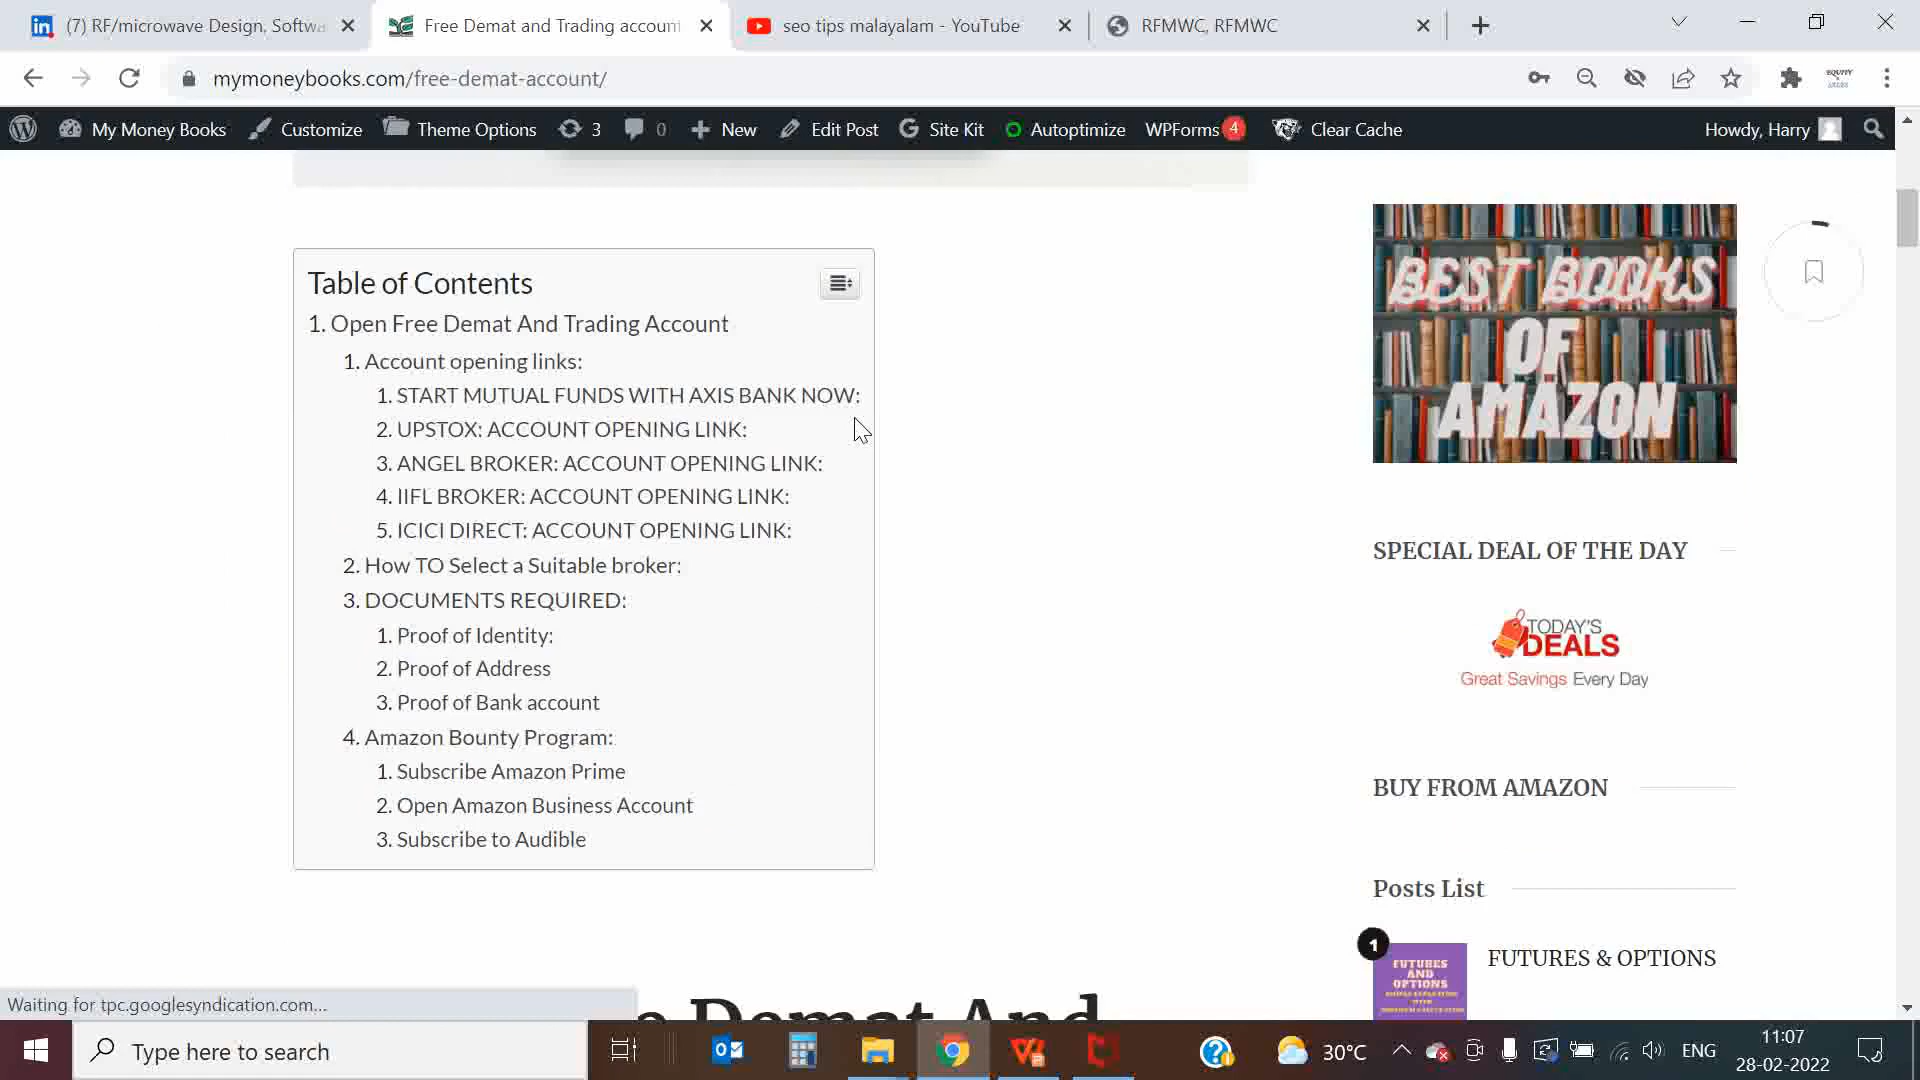 (7) RF/microwave Design, Softwa
Free Demat and Trading account
seo tips malayalam - YouTube
RFMWC, RFMWC
mymoneybooks.com/free-demat-account/
My Money Books
Customize
Theme Options
3
0
New
Edit Post
Site Kit
Autoptimize
WPForms 4
Clear Cache
Howdy, Harry
Table of Contents
1. Open Free Demat And Trading Account
1. Account opening links:
1. START MUTUAL FUNDS WITH AXIS BANK NOW:
2. UPSTOX: ACCOUNT OPENING LINK:
3. ANGEL BROKER: ACCOUNT OPENING LINK:
4. IIFL BROKER: ACCOUNT OPENING LINK:
5. ICICI DIRECT: ACCOUNT OPENING LINK:
2. How TO Select a Suitable broker:
3. DOCUMENTS REQUIRED:
1. Proof of Identity:
2. Proof of Address
3. Proof of Bank account
4. Amazon Bounty Program:
1. Subscribe Amazon Prime
2. Open Amazon Business Account
3. Subscribe to Audible
BEST BOOKS
OF
AMAZON
SPECIAL DEAL OF THE DAY
TODAY'S
DEALS
Great Savings Every Day
BUY FROM AMAZON
Posts List
1
FUTURES
AND
OPTIONS
FUTURES & OPTIONS
e Demat And
Waiting for tpc.googlesyndication.com...
Type here to search
30°C
ENG
11:07
28-02-2022